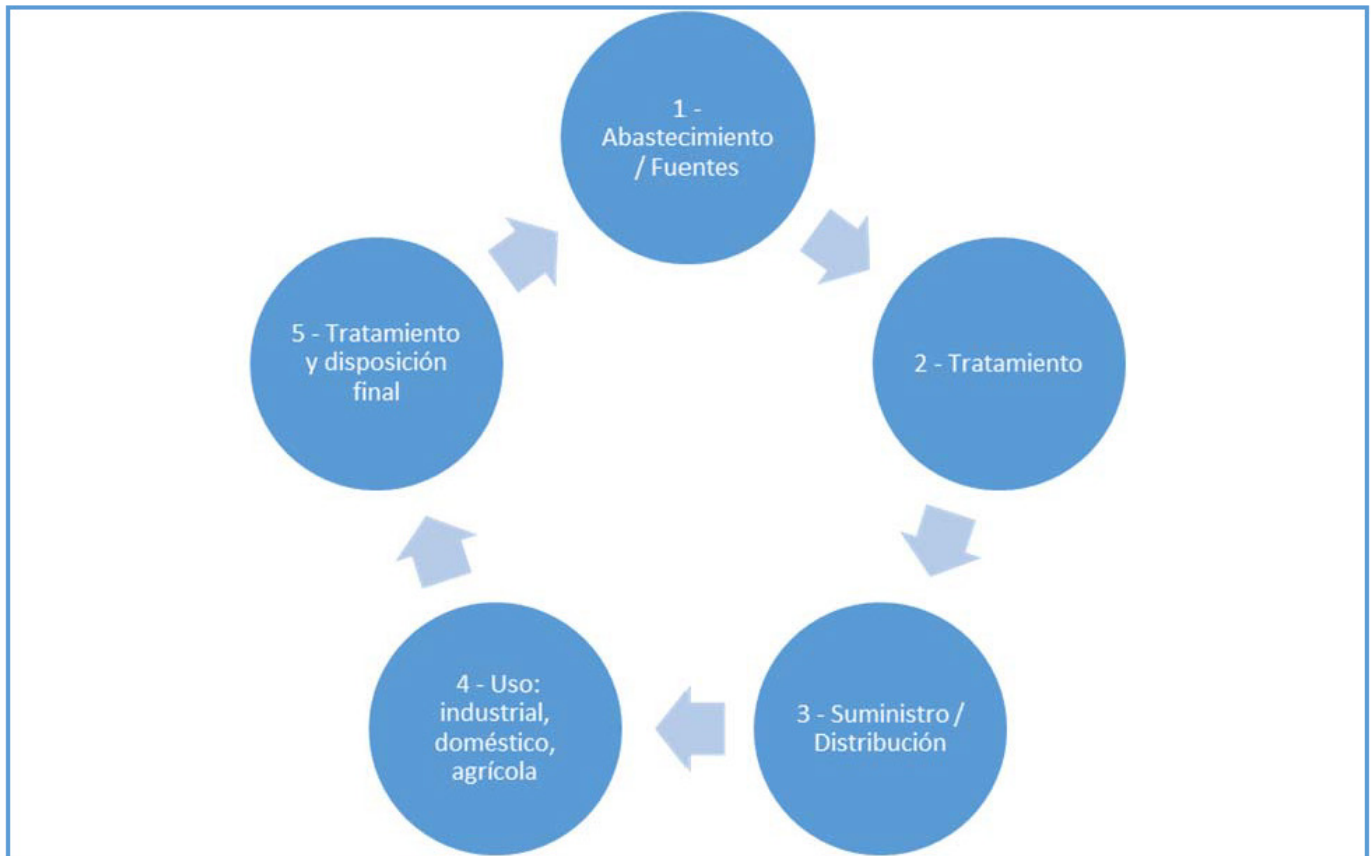 1 -
Abastecimiento
/ Fuentes
2 - Tratamiento
3 - Suministro /
Distribución
4 - Uso:
industrial,
doméstico,
agrícola
5 - Tratamiento
y disposición
final